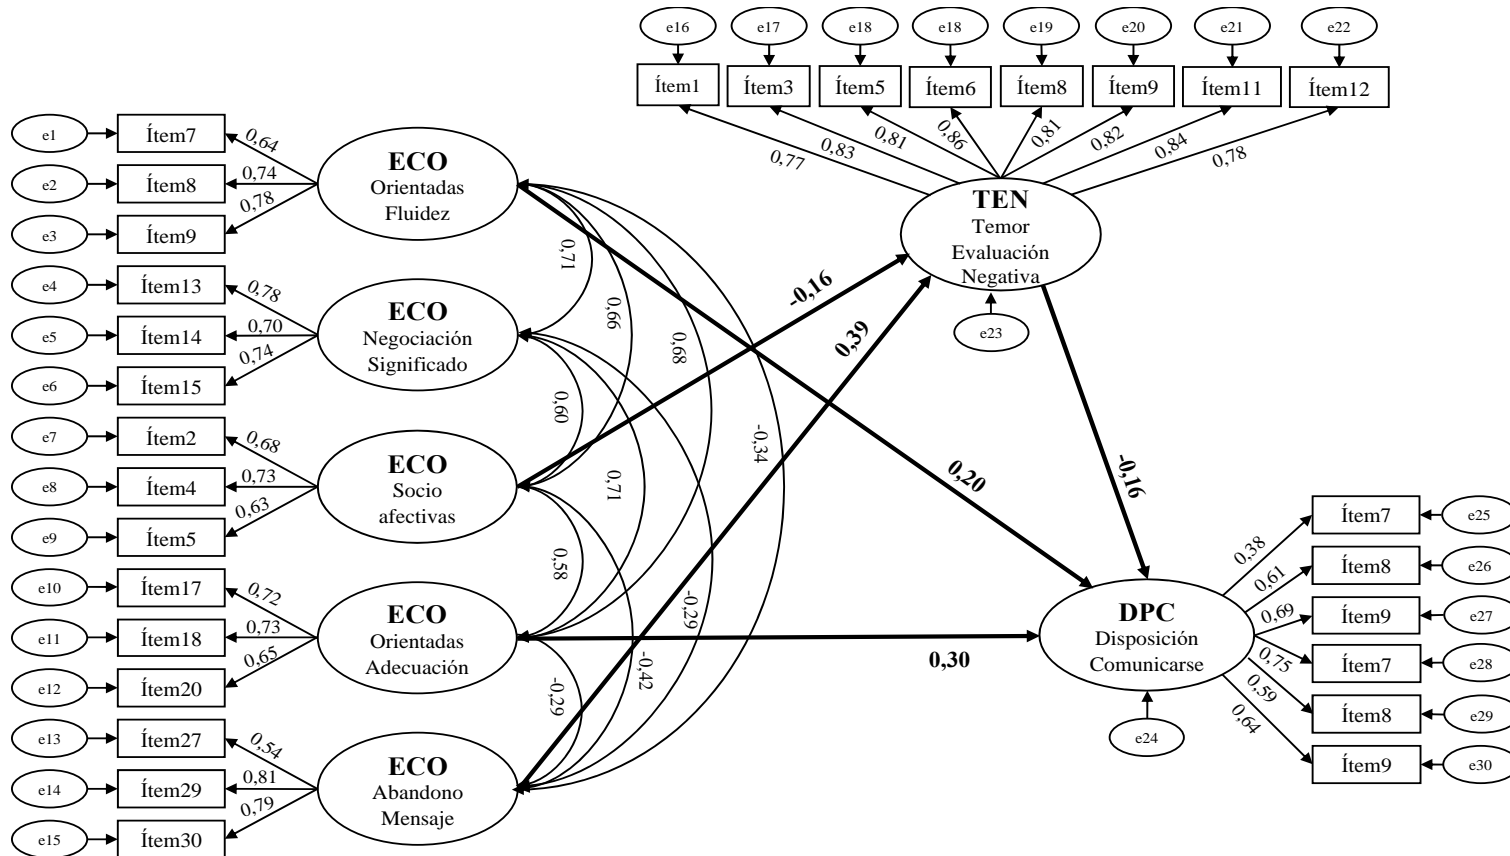 e16
e17
e18
e18
e19
e20
e21
e22
Ítem1
Ítem3
Ítem5
Ítem6
Ítem8
Ítem9
Ítem11
Ítem12
0,77
0,83
0,81
0,86
0,81
0,82
0,84
0,78
TEN
Temor
Evaluación
Negativa
e23
e1
Ítem7
0,64
e2
Ítem8
0,74
e3
Ítem9
0,78
ECO
Orientadas
Fluidez
e4
Ítem13
0,78
e5
Ítem14
0,70
e6
Ítem15
0,74
ECO
Negociación
Significado
e7
Ítem2
0,68
e8
Ítem4
0,73
e9
Ítem5
0,63
ECO
Socio
afectivas
e10
Ítem17
0,72
e11
Ítem18
0,73
e12
Ítem20
0,65
ECO
Orientadas
Adecuación
e13
Ítem27
0,54
e14
Ítem29
0,81
e15
Ítem30
0,79
ECO
Abandono
Mensaje
0,71
0,66
0,68
-0,34
0,60
0,71
-0,29
0,58
-0,42
-0,29
-0,16
0,39
0,20
-0,16
0,30
DPC
Disposición
Comunicarse
e24
0,38
Ítem7
e25
0,61
Ítem8
e26
0,69
Ítem9
e27
0,75
Ítem7
e28
0,59
Ítem8
e29
0,64
Ítem9
e30